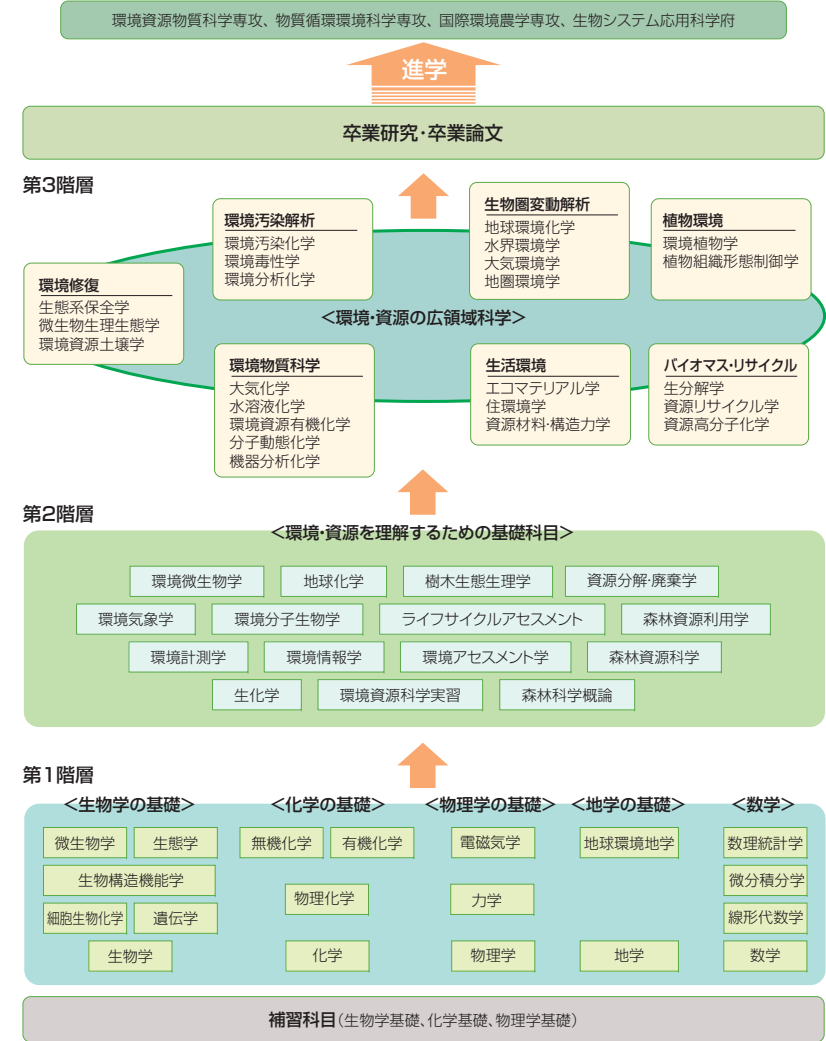 環境資源物質科学専攻、物質循環環境科学専攻、国際環境農学専攻、生物システム応用科学府
進学
卒業研究・卒業論文
第3階層
環境汚染解析
環境汚染化学
環境毒性学
環境分析化学
生物圏変動解析
地球環境化学
水界環境学
大気環境学
地圏環境学
植物環境
環境植物学
植物組織形態制御学
環境修復
生態系保全学
微生物生理生態学
環境資源土壌学
<環境・資源の広領域科学>
環境物質科学
大気化学
水溶液化学
環境資源有機化学
分子動態化学
機器分析化学
生活環境
エコマテリアル学
住環境学
資源材料・構造力学
バイオマス・リサイクル
生分解学
資源リサイクル学
資源高分子化学
第2階層
<環境・資源を理解するための基礎科目>
環境微生物学 地球化学 樹木生態生理学 資源分解・廃棄学
環境気象学 環境分子生物学 ライフサイクルアセスメント 森林資源利用学
環境計測学 環境情報学 環境アセスメント学 森林資源科学
生化学 環境資源科学実習 森林科学概論
第1階層
<生物学の基礎> <化学の基礎> <物理学の基礎> <地学の基礎> <数学>
微生物学 生態学 無機化学 有機化学 電磁気学 地球環境地学 数理統計学
生物構造機能学 物理化学 力学 微分積分学
細胞生物化学 遺伝学 線形代数学
生物学 化学 物理学 地学 数学
補習科目(生物学基礎、化学基礎、物理学基礎)